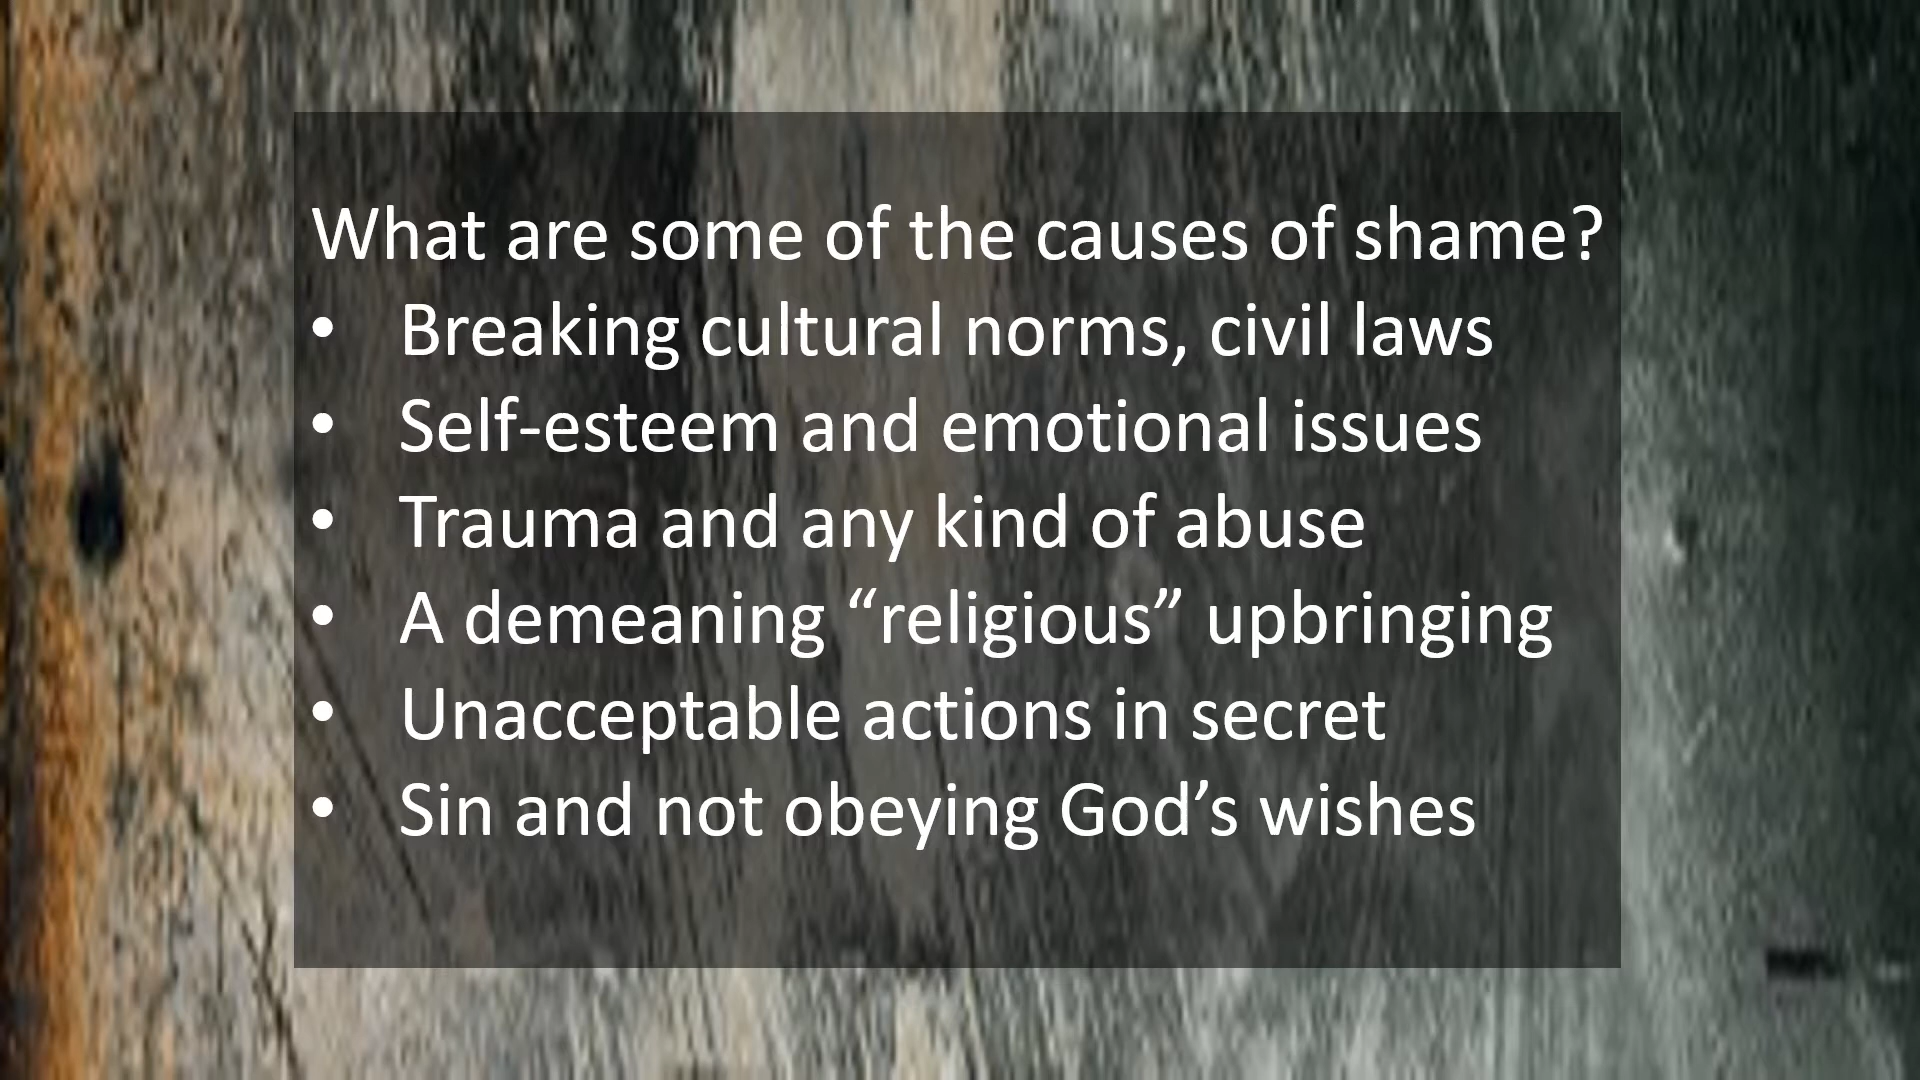 What are some of the causes of shame?
• Breaking cultural norms, civil laws
• Self-esteem and emotional issues
• Trauma and any kind of abuse
• A demeaning “religious” upbringing
• Unacceptable actions in secret
• Sin and not obeying God’s wishes